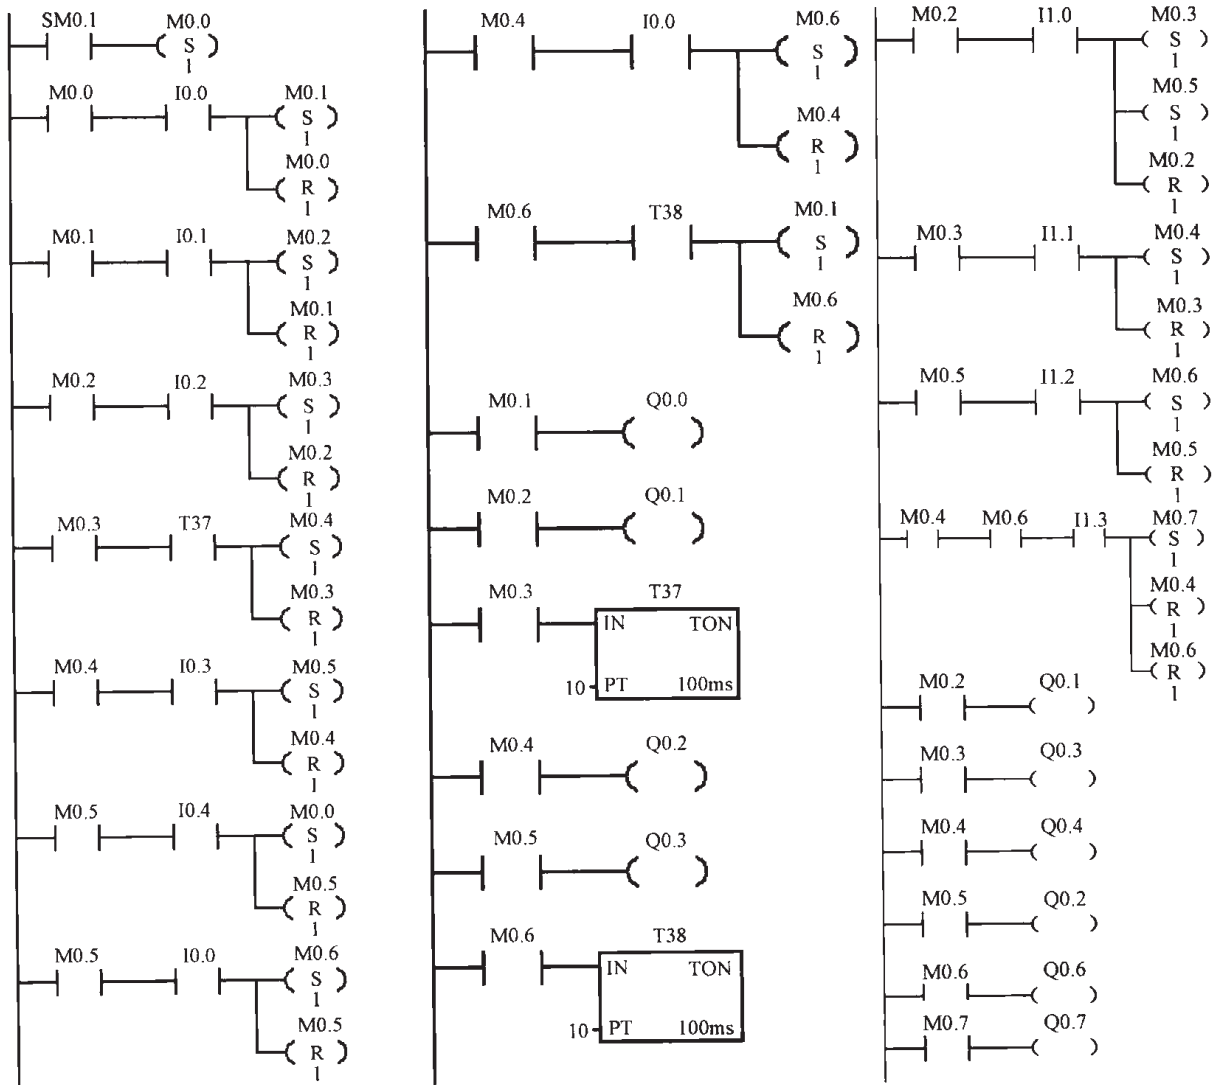 SM0.1 M0.0
S
1
M0.0 I0.0 M0.1
S
1
M0.0
R
1
M0.1 I0.1 M0.2
S
1
M0.1
R
1
M0.2 I0.2 M0.3
S
1
M0.2
R
1
M0.3 T37 M0.4
S
1
M0.3
R
1
M0.4 I0.3 M0.5
S
1
M0.4
R
1
M0.5 I0.4 M0.0
S
1
M0.5
R
1
M0.5 I0.0 M0.6
S
1
M0.5
R
1
M0.4 I0.0 M0.6
S
1
M0.4
R
1
M0.6 T38 M0.1
S
1
M0.6
R
1
M0.1 Q0.0
M0.2 Q0.1
M0.3 T37
IN TON
10 PT 100ms
M0.4 Q0.2
M0.5 Q0.3
M0.6 T38
IN TON
10 PT 100ms
M0.2 I1.0 M0.3
S
1
M0.5
S
1
M0.2
R
1
M0.3 I1.1 M0.4
S
1
M0.3
R
1
M0.5 I1.2 M0.6
S
1
M0.5
R
1
M0.4 M0.6 I1.3 M0.7
S
1
M0.4
R
1
M0.6
R
1
M0.2 Q0.1
M0.3 Q0.3
M0.4 Q0.4
M0.5 Q0.2
M0.6 Q0.6
M0.7 Q0.7